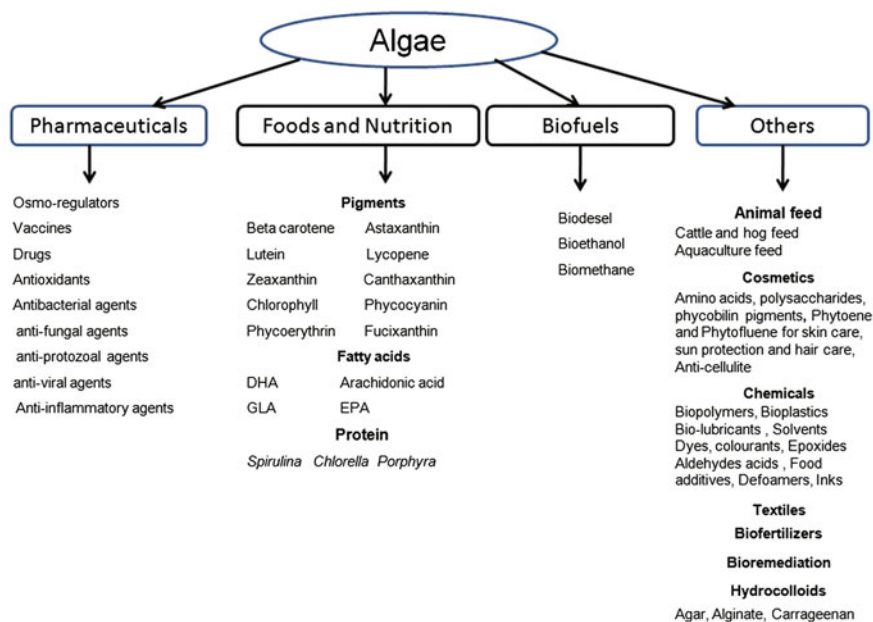 Algae
Pharmaceuticals
Osmo-regulators
Vaccines
Drugs
Antioxidants
Antibacterial agents
anti-fungal agents
anti-protozoal agents
anti-viral agents
Anti-inflammatory agents
Foods and Nutrition
Pigments
Beta carotene Astaxanthin
Lutein Lycopene
Zeaxanthin Canthaxanthin
Chlorophyll Phycocyanin
Phycoerythrin Fucixanthin
Fatty acids
DHA Arachidonic acid
GLA EPA
Protein
Spirulina Chlorella Porphyra
Biofuels
Biodesel
Bioethanol
Biomethane
Others
Animal feed
Cattle and hog feed
Aquaculture feed
Cosmetics
Amino acids, polysaccharides,
phycobilin pigments, Phytoene
and Phytofluene for skin care,
sun protection and hair care,
Anti-cellulite
Chemicals
Biopolymers, Bioplastics
Bio-lubricants , Solvents
Dyes, colourants, Epoxides
Aldehydes acids , Food
additives, Defoamers, Inks
Textiles
Biofertilizers
Bioremediation
Hydrocolloids
Agar, Alginate, Carrageenan